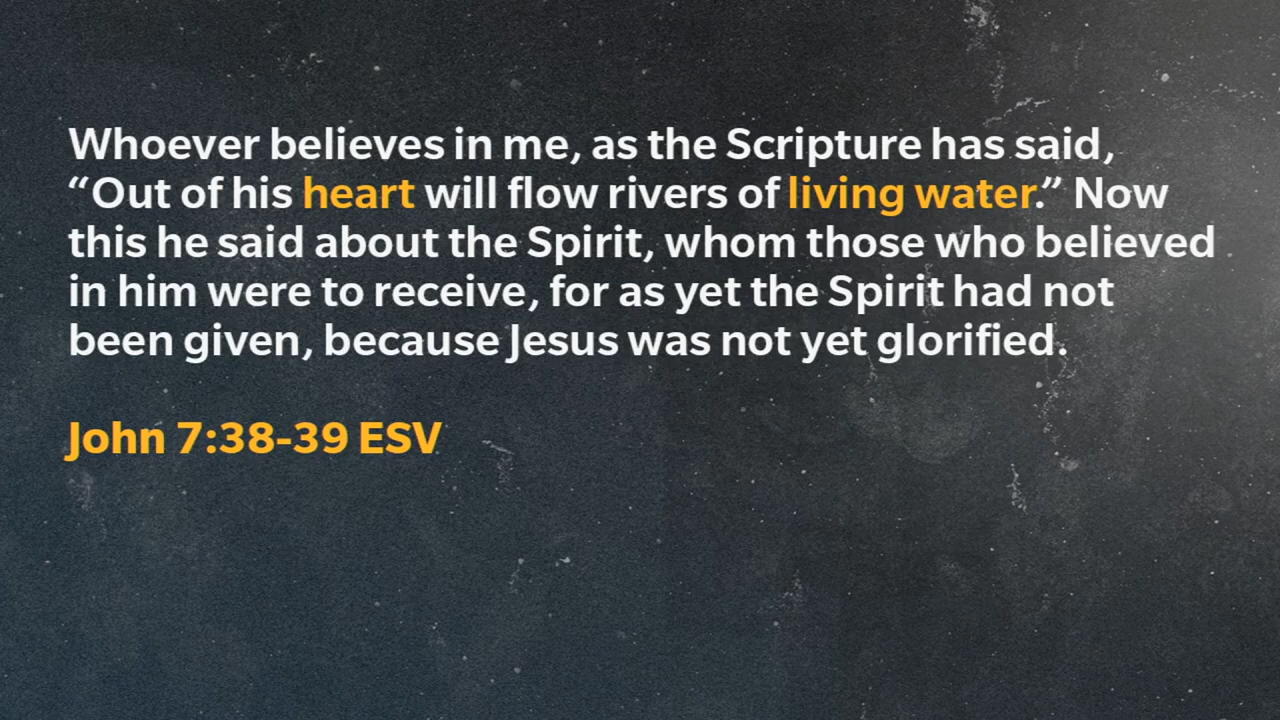 Whoever believes in me, as the Scripture has said,
“Out of his heart will flow rivers of living water.” Now
this he said about the Spirit, whom those who believed
in him were to receive, for as yet the Spirit had not
been given, because Jesus was not yet glorified.
John 7:38-39 ESV